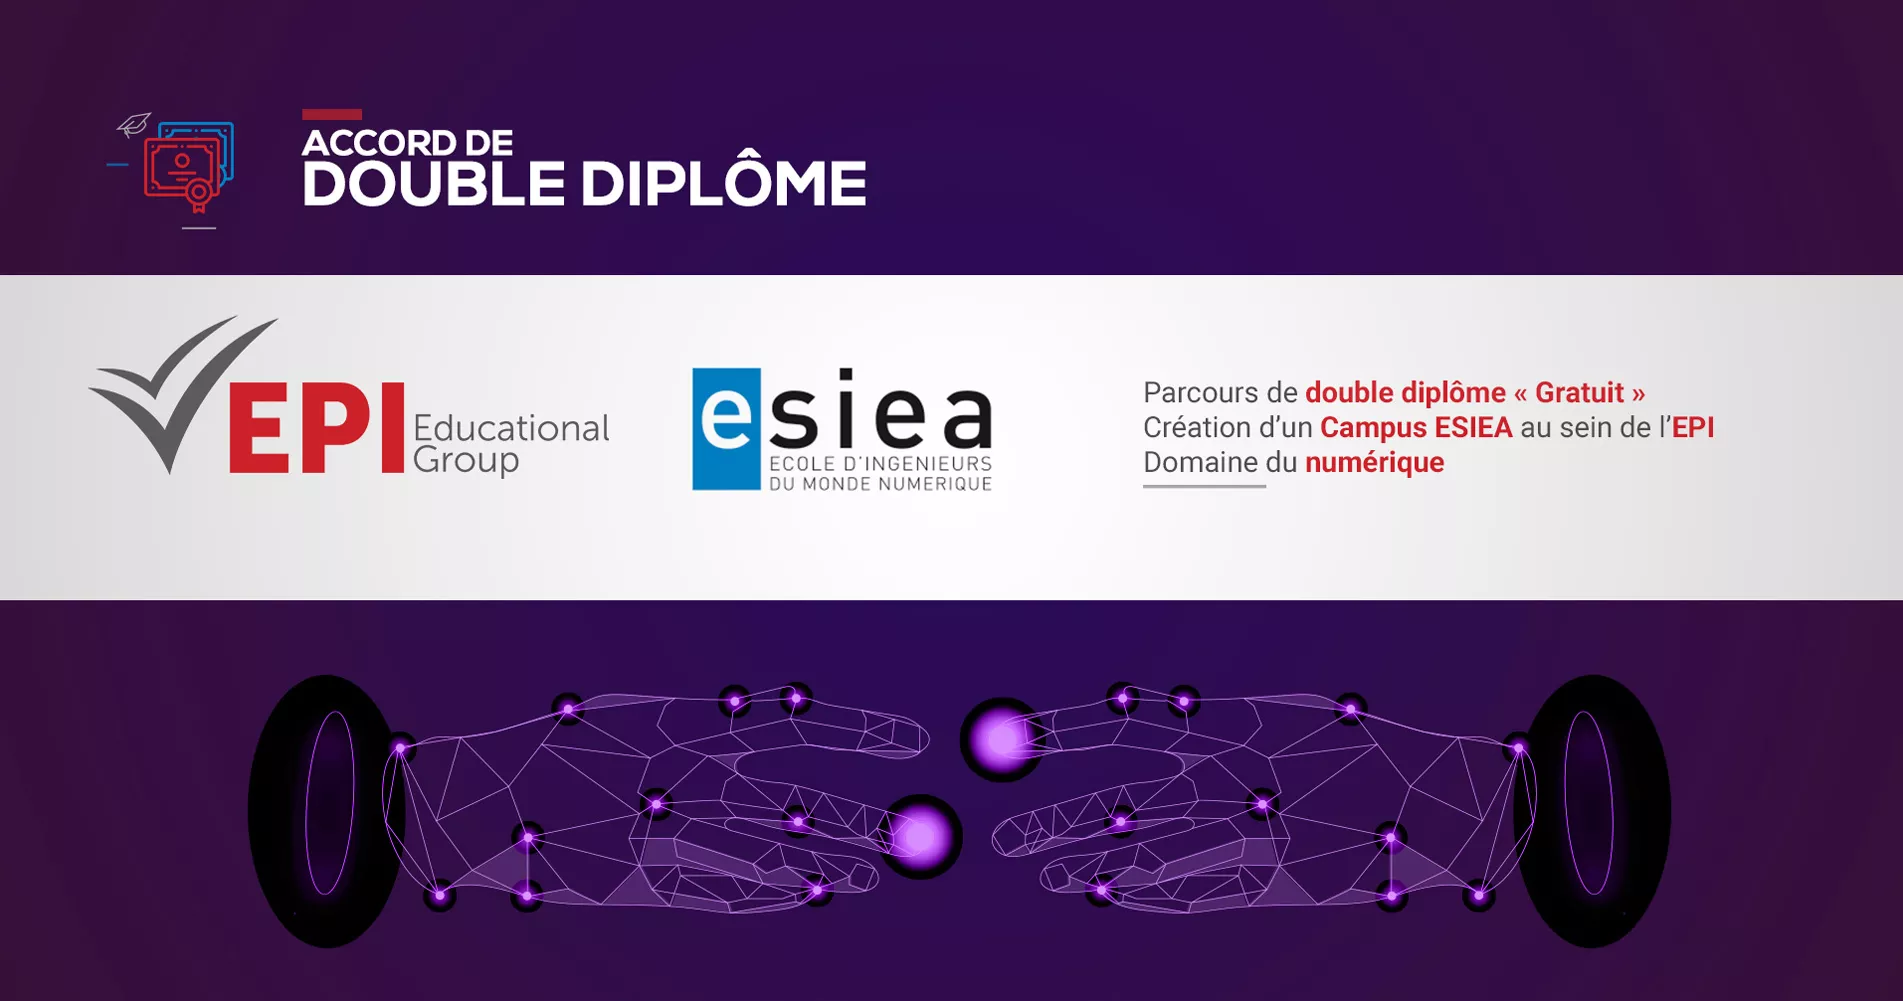 ACCORD DE
DOUBLE DIPLÔME
EPI Educational
Group
esiea
ECOLE D'INGENIEURS
DU MONDE NUMERIQUE
Parcours de double diplôme « Gratuit »
Création d’un Campus ESIEA au sein de l’EPI
Domaine du numérique